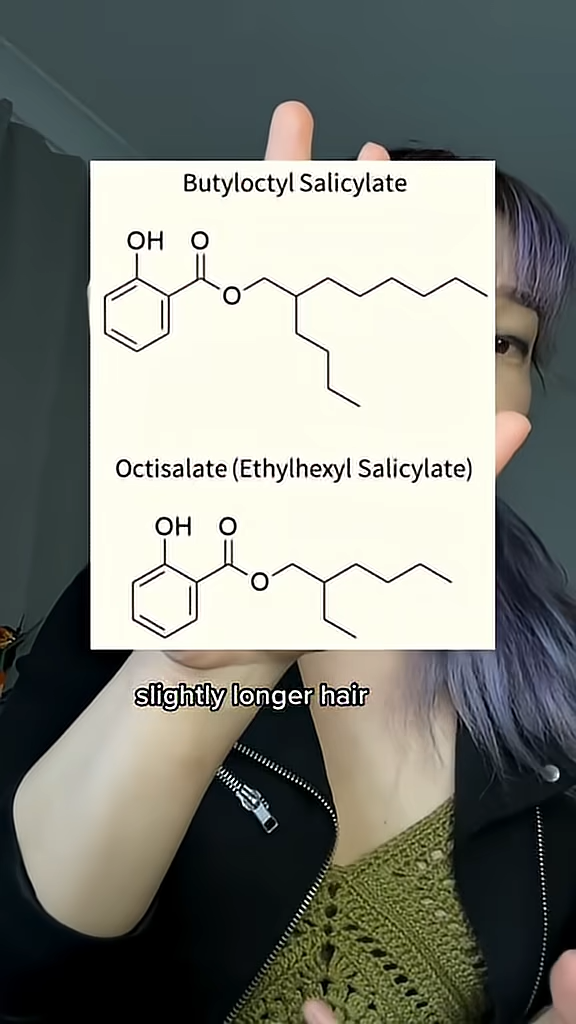 Butyloctyl Salicylate
OH
O
O
Octisalate (Ethylhexyl Salicylate)
OH
O
O
slightly longer hair